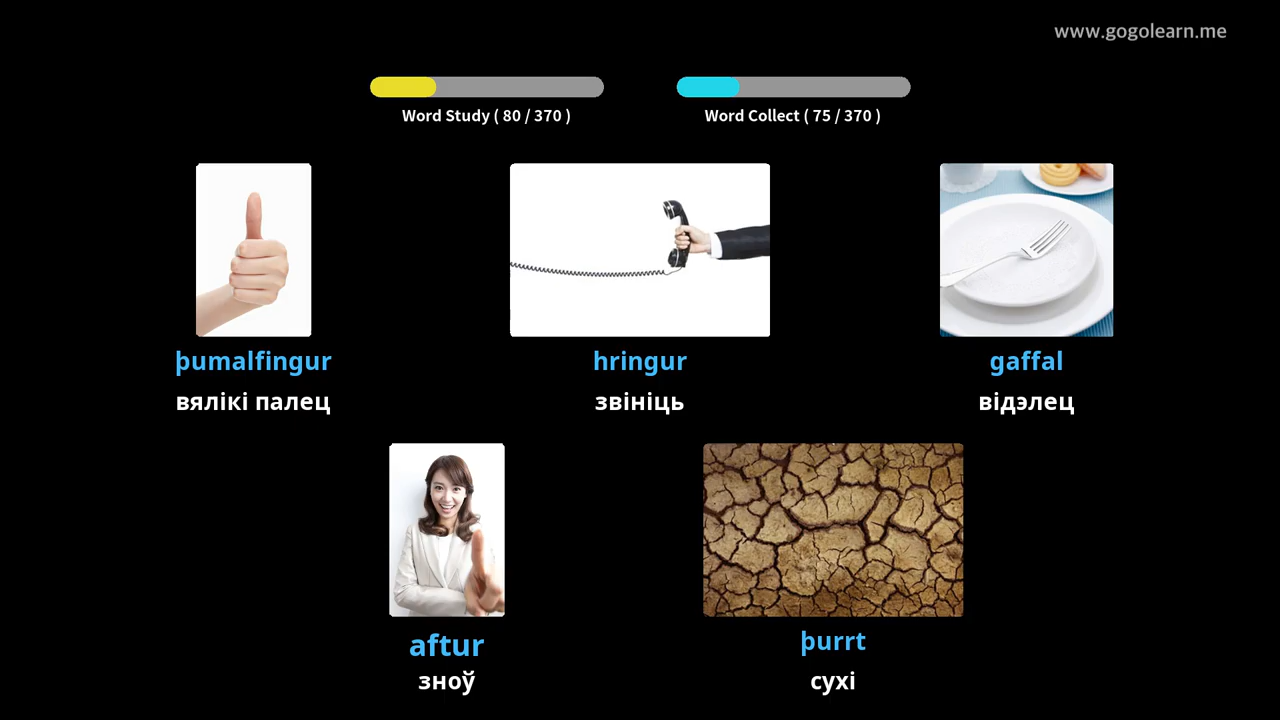 www.gogolearn.me
Word Study ( 80 / 370 )
Word Collect ( 75 / 370 )
þumalfingur
вялікі палец
hringur
звініць
gaffal
відэлец
aftur
зноў
þurrt
сухі